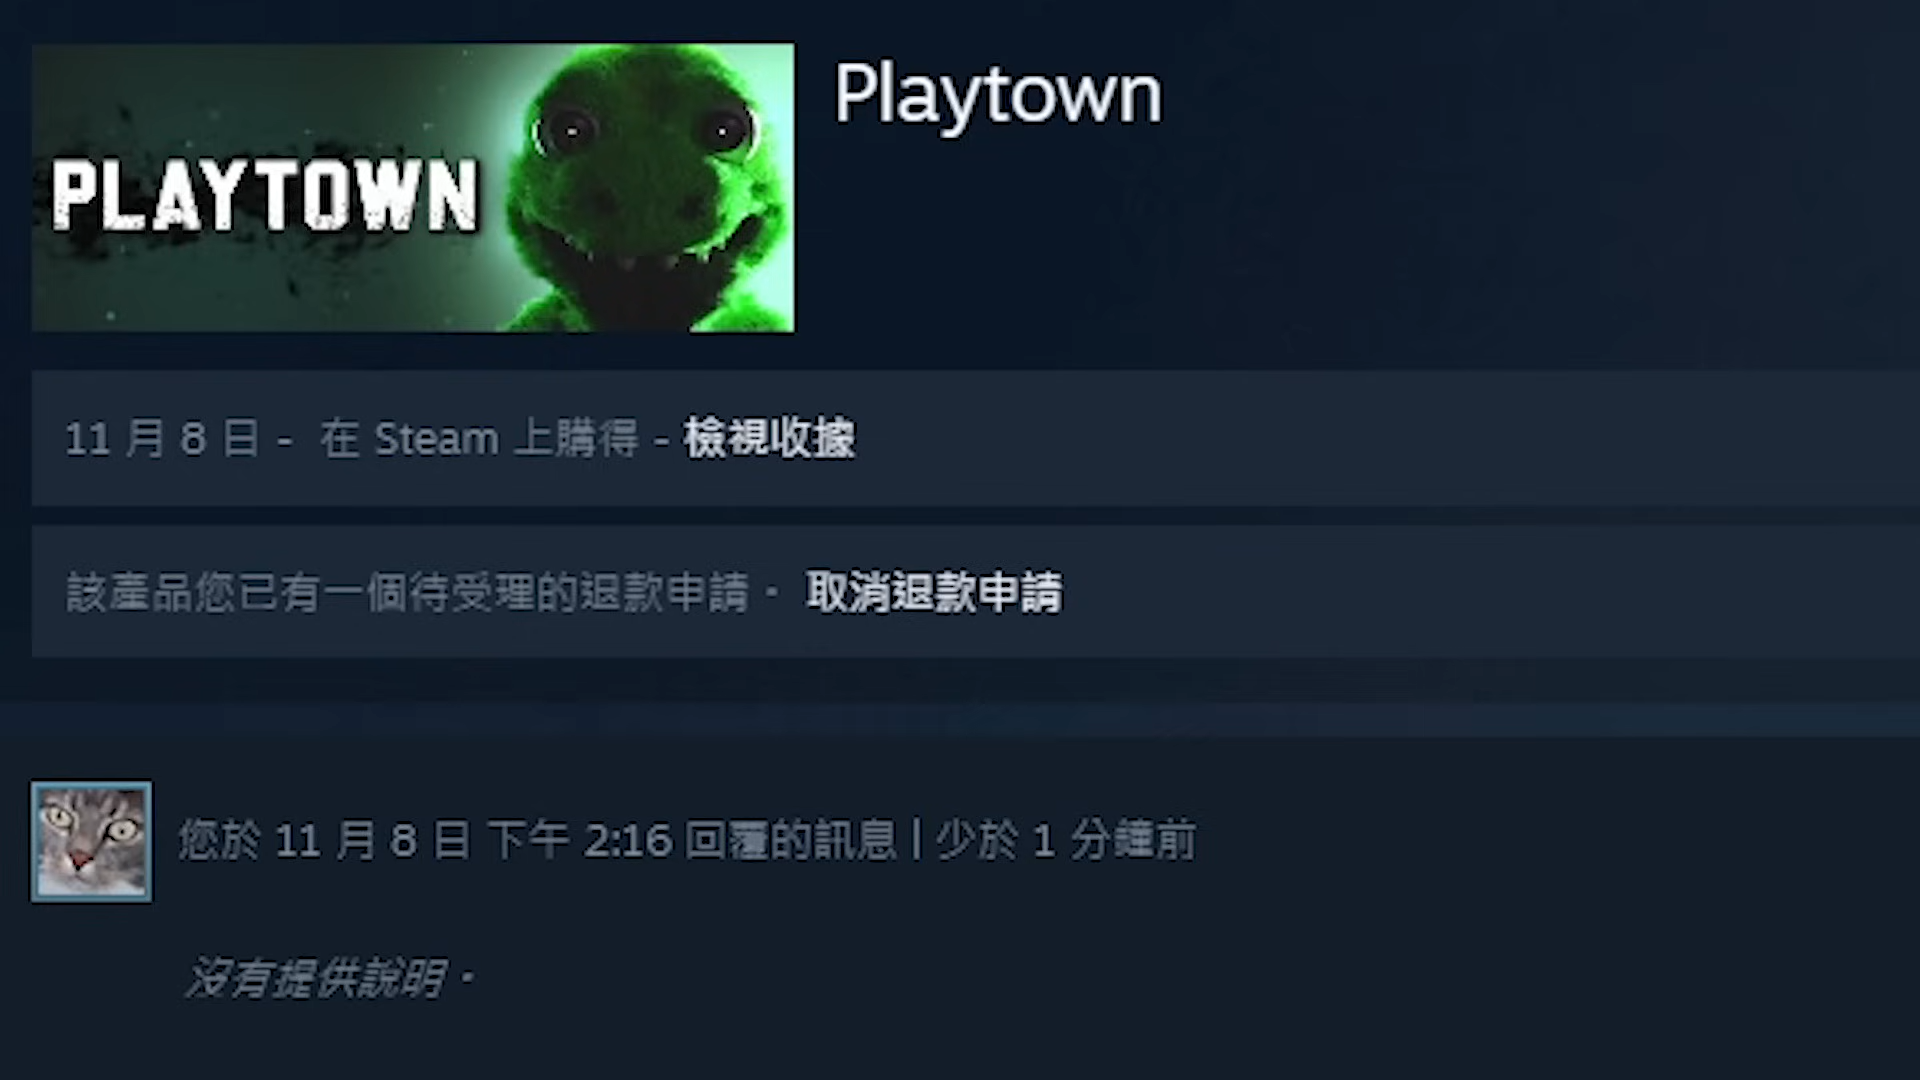 PLAYTOWN
Playtown
11 月 8 日 - 在 Steam 上購得 - 檢視收據
該產品您已有一個待受理的退款申請。 取消退款申請
您於 11 月 8 日 下午 2:16 回覆的訊息 | 少於 1 分鐘前
沒有提供說明。